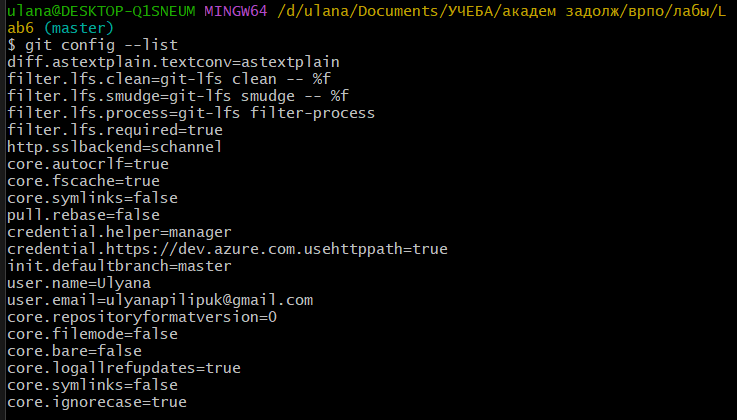 ulana@DESKTOP-Q1SNEUM MINGW64 /d/ulana/Documents/УЧЕБА/академ задолж/врпо/лабы/L
ab6 (master)
$ git config --list
diff.astextplain.textconv=astextplain
filter.lfs.clean=git-lfs clean -- %f
filter.lfs.smudge=git-lfs smudge -- %f
filter.lfs.process=git-lfs filter-process
filter.lfs.required=true
http.sslbackend=schannel
core.autocrlf=true
core.fscache=true
core.symlinks=false
pull.rebase=false
credential.helper=manager
credential.https://dev.azure.com.usehttppath=true
init.defaultbranch=master
user.name=Ulyana
user.email=ulyanapilipuk@gmail.com
core.repositoryformatversion=0
core.filemode=false
core.bare=false
core.logallrefupdates=true
core.symlinks=false
core.ignorecase=true